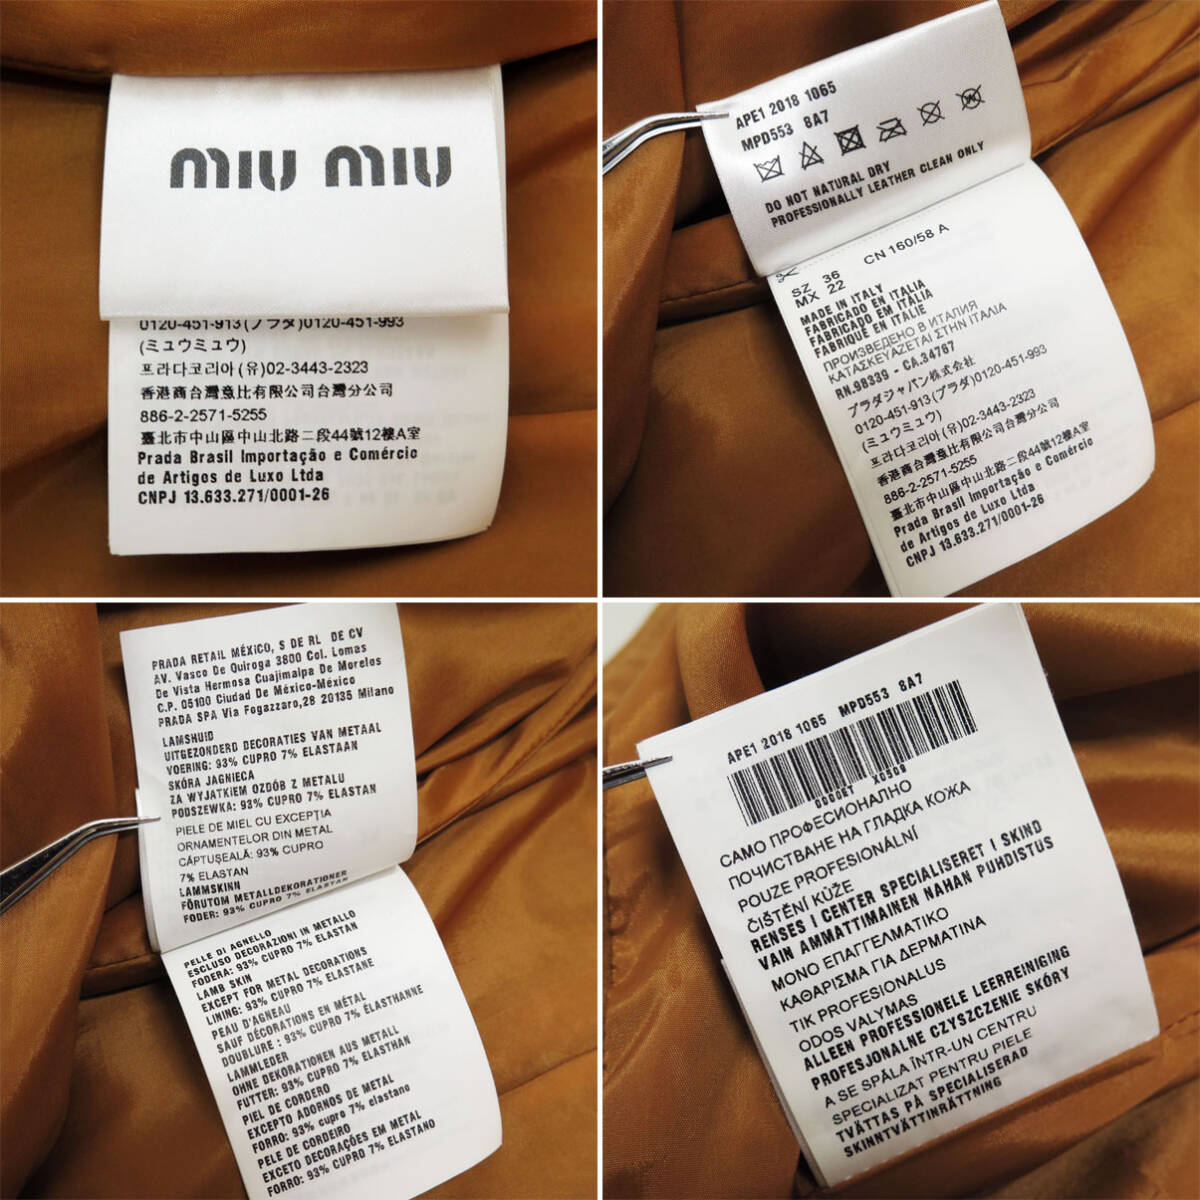 miu miu
0120-451-913(プラダ)0120-451-993
(ミュウミュウ)
프라다코리아(유)02-3443-2323
香港商台灣意比有限公司台灣分公司
886-2-2571-5255
臺北市中山區中山北路二段44號12樓A室
Prada Brasil Importação e Comércio
de Artigos de Luxo Ltda
CNPJ 13.633.271/0001-26
APE1 2018 1065
MPD553 8A7
DO NOT NATURAL DRY
PROFESSIONALLY LEATHER CLEAN ONLY
SZ 36 CN 160/58 A
MX 22
MADE IN ITALY
FABRICADO EN ITALIA
FABRICADO EM ITÁLIA
FABRIQUÉ EN ITALIE
ПРОИЗВЕДЕНО В ИТАЛИЯ
ΚΑΤΑΣΚΕΥΑΖΕΤΑΙ ΣΤΗΝ ΙΤΑΛΙΑ
RN.98339 - CA.34767
プラダジャパン株式会社
0120-451-913(プラダ)0120-451-993
(ミュウミュウ)
프라다코리아(유)02-3443-2323
香港商台灣意比有限公司台灣分公司
886-2-2571-5255
臺北市中山區中山北路二段44號12樓A室
Prada Brasil Importação e Comércio
de Artigos de Luxo Ltda
CNPJ 13.633.271/0001-26
PRADA RETAIL MÉXICO, S DE RL DE CV
AV. Vasco De Quiroga 3800 Col. Lomas
De Vista Hermosa Cuajimalpa De Morelos
C.P. 05100 Ciudad De México-México
PRADA SPA Via Fogazzaro,28 20135 Milano
LAMSHUID
UITGEZONDERD DECORATIES VAN METAAL
VOERING: 93% CUPRO 7% ELASTAAN
SKÓRA JAGNIECA
ZA WYJATKIEM OZDÓB Z METALU
PODSZEWKA: 93% CUPRO 7% ELASTAN
PIELE DE MIEL CU EXCEPŢIA
ORNAMENTELOR DIN METAL
CĂPTUŞEALĂ: 93% CUPRO
7% ELASTAN
LAMMSKINN
FÖRUTOM METALLDEKORATIONER
FODER: 93% CUPRO 7% ELASTAN
PELLE DI AGNELLO
ESCLUSO DECORAZIONI IN METALLO
FODERA: 93% CUPRO 7% ELASTAN
LAMB SKIN
EXCEPT FOR METAL DECORATIONS
LINING: 93% CUPRO 7% ELASTANE
PEAU D'AGNEAU
SAUF DÉCORATIONS EN MÉTAL
DOUBLURE : 93% CUPRO 7% ÉLASTHANNE
LAMMLEDER
OHNE DEKORATIONEN AUS METALL
FUTTER: 93% CUPRO 7% ELASTHAN
PIEL DE CORDERO
EXCEPTO ADORNOS DE METAL
FORRO: 93% cupro 7% elastano
PELE DE CORDEIRO
EXCETO DECORAÇÕES EM METAL
FORRO: 93% CUPRO 7% ELASTANO
APE1 2018 1065 MPD553 8A7
X0508
САМО ПРОФЕСИОНАЛНО
ПОЧИСТВАНЕ НА ГЛАДКА КОЖА
POUZE PROFESIONÁLNÍ
ČIŠTĚNÍ KŮŽE
RENSES I CENTER SPECIALISERET I SKIND
VAIN AMMATTIMAINEN NAHAN PUHDISTUS
ΜΟΝΟ ΕΠΑΓΓΕΛΜΑΤΙΚΟ
ΚΑΘΑΡΙΣΜΑ ΓΙΑ ΔΕΡΜΑΤΙΝΑ
TIK PROFESIONALUS
ODOS VALYMAS
ALLEEN PROFESSIONELE LEERREINIGING
PROFESJONALNE CZYSZCZENIE SKÓRY
A SE SPĂLA ÎNTR-UN CENTRU
SPECIALIZAT PENTRU PIELE
TVÄTTAS PÅ SPECIALISERAD
SKINNTVÄTTINRÄTTNING